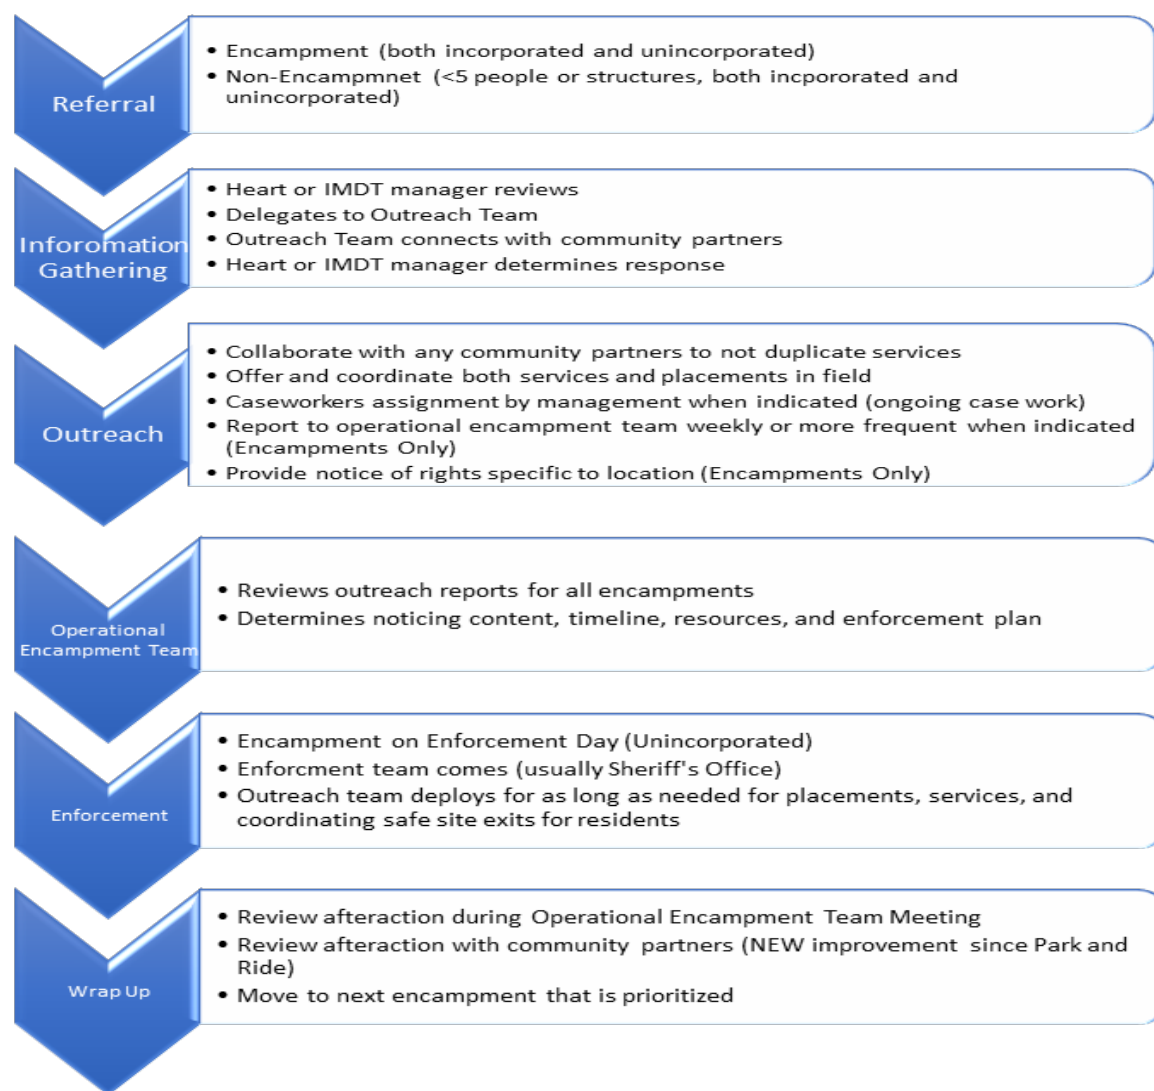 Referral
• Encampment (both incorporated and unincorporated)
• Non-Encampmnet (<5 people or structures, both incpororated and
unincorporated)
Inforomation
Gathering
• Heart or IMDT manager reviews
• Delegates to Outreach Team
• Outreach Team connects with community partners
• Heart or IMDT manager determines response
Outreach
• Collaborate with any community partners to not duplicate services
• Offer and coordinate both services and placements in field
• Caseworkers assignment by management when indicated (ongoing case work)
• Report to operational encampment team weekly or more frequent when indicated
(Encampments Only)
• Provide notice of rights specific to location (Encampments Only)
Operational
Encampment Team
• Reviews outreach reports for all encampments
• Determines noticing content, timeline, resources, and enforcement plan
Enforcement
• Encampment on Enforcement Day (Unincorporated)
• Enforcment team comes (usually Sheriff's Office)
• Outreach team deploys for as long as needed for placements, services, and
coordinating safe site exits for residents
Wrap Up
• Review afteraction during Operational Encampment Team Meeting
• Review afteraction with community partners (NEW improvement since Park and
Ride)
• Move to next encampment that is prioritized